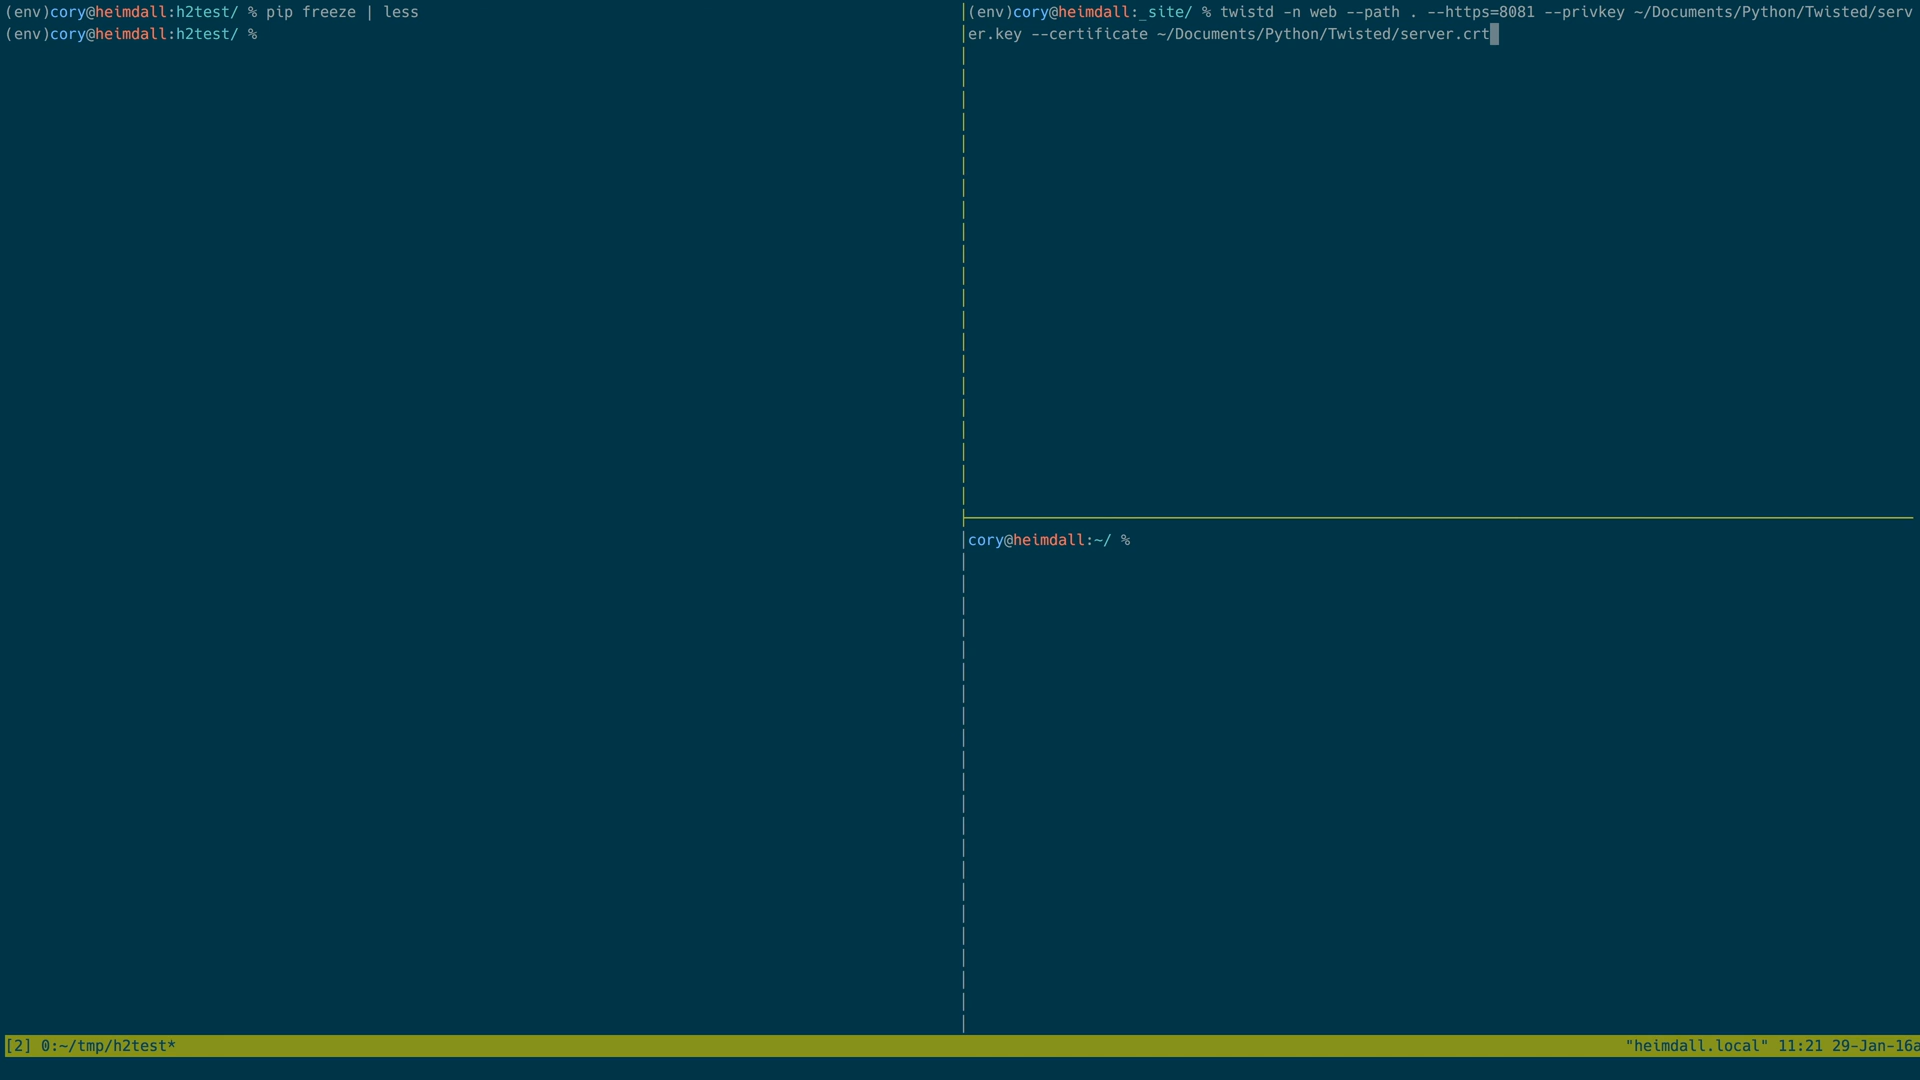 (env)cory@heimdall:h2test/ % pip freeze | less
(env)cory@heimdall:h2test/ %
(env)cory@heimdall:_site/ % twistd -n web --path . --https=8081 --privkey ~/Documents/Python/Twisted/serv
er.key --certificate ~/Documents/Python/Twisted/server.crt
cory@heimdall:~/ %
[2] 0:~/tmp/h2test* "heimdall.local" 11:21 29-Jan-16a